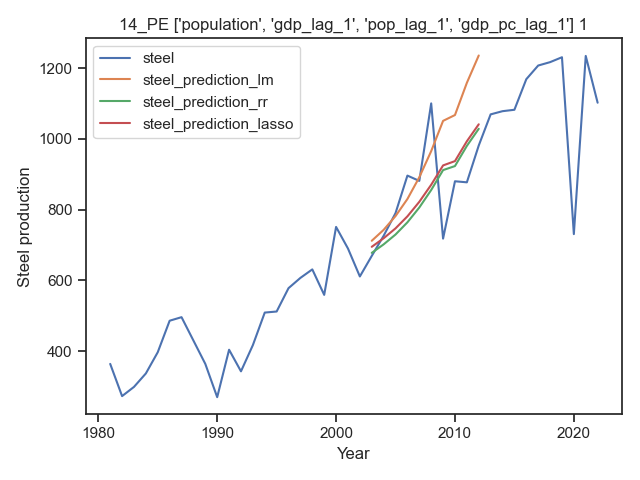 14_PE ['population', 'gdp_lag_1', 'pop_lag_1', 'gdp_pc_lag_1'] 1
steel
steel_prediction_lm
steel_prediction_rr
steel_prediction_lasso
1200
1000
800
600
400
Steel production
1980
1990
2000
2010
2020
Year